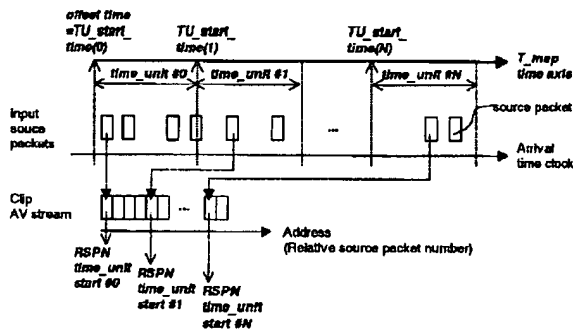 offset time
=TU_start_
time(0)
TU_start_
time(1)
TU_start_
time(N)
T_map
time axis
time_unit #0
time_unit #1
time_unit #N
source packet
input
souce
packets
...
Arrival
time clock
Clip
AV stream
...
Address
(Relative source packet number)
RSPN
time_unit
start #0
RSPN
time_unit
start #1
RSPN
time_unit
start #N